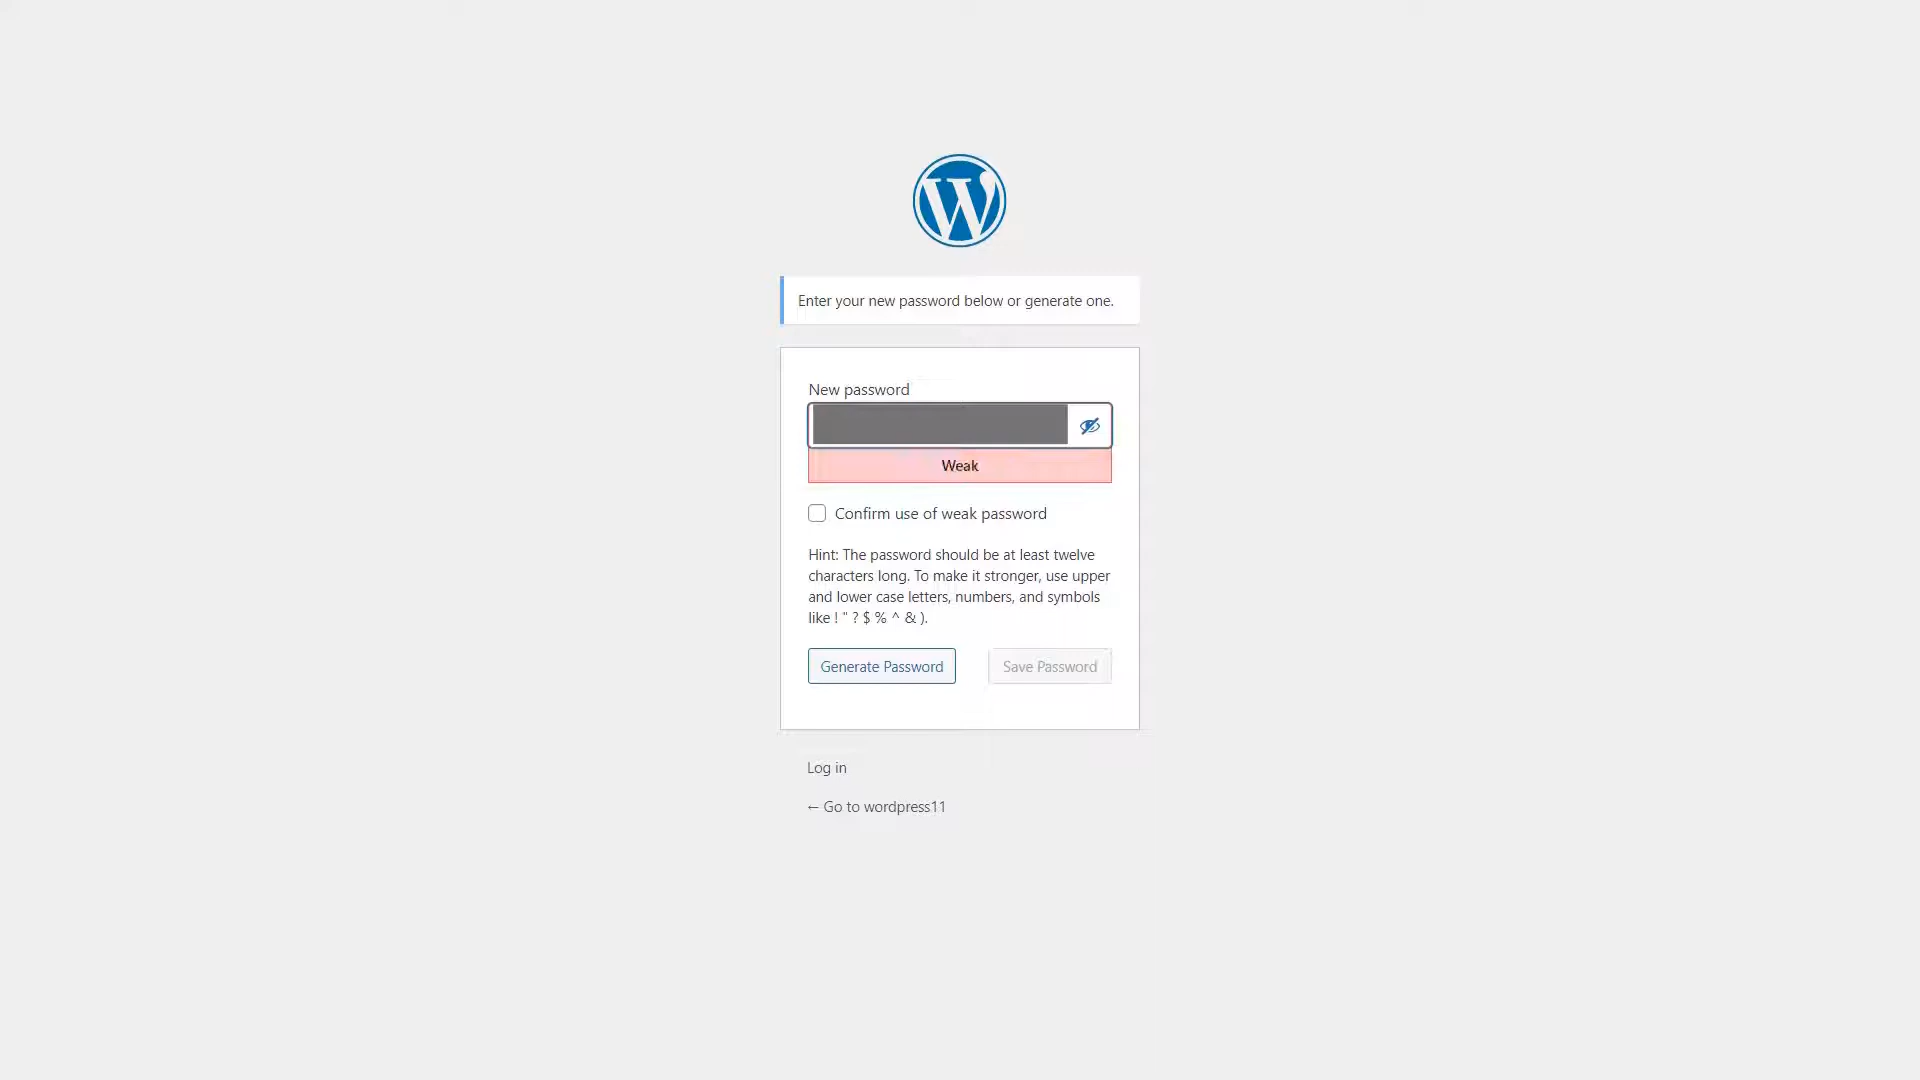 Enter your new password below or generate one.
New password
Weak
Confirm use of weak password
Hint: The password should be at least twelve
characters long. To make it stronger, use upper
and lower case letters, numbers, and symbols
like ! " ? $ % ^ & ).
Generate Password
Save Password
Log in
← Go to wordpress11